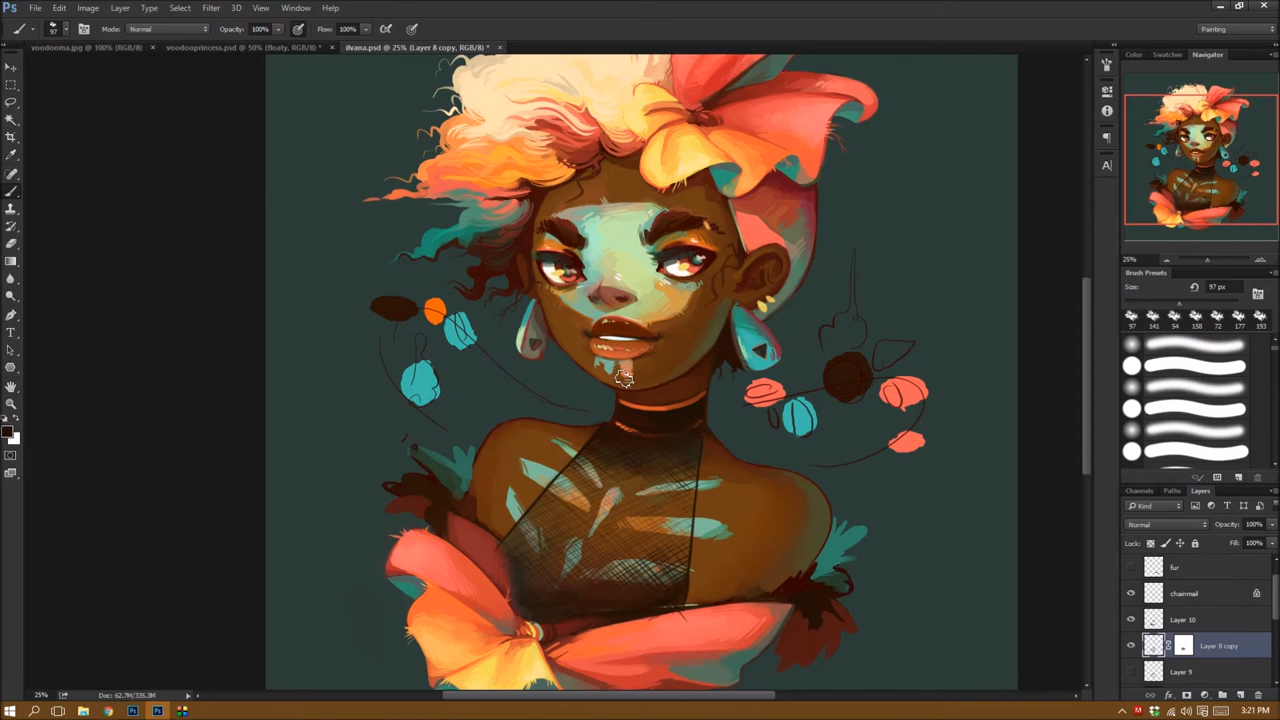 Ps File Edit Image Layer Type Select Filter 3D View Window Help
97 Mode: Normal Opacity: 100% Flow: 100% Painting
voodooma.jpg @ 100% (RGB/8) × voodooprincess.psd @ 50% (floaty, RGB/8) * × ilvana.psd @ 25% (Layer 8 copy, RGB/8) * ×
Color Swatches Navigator
25%
Brush Presets
Size: 97 px
97 141 54 158 72 177 193
Channels Paths Layers
Kind
Normal Opacity: 100%
Lock: Fill: 100%
fur
chainmail
Layer 10
Layer 8 copy
Layer 9
25% Doc: 62.7M/335.3M
3:21 PM